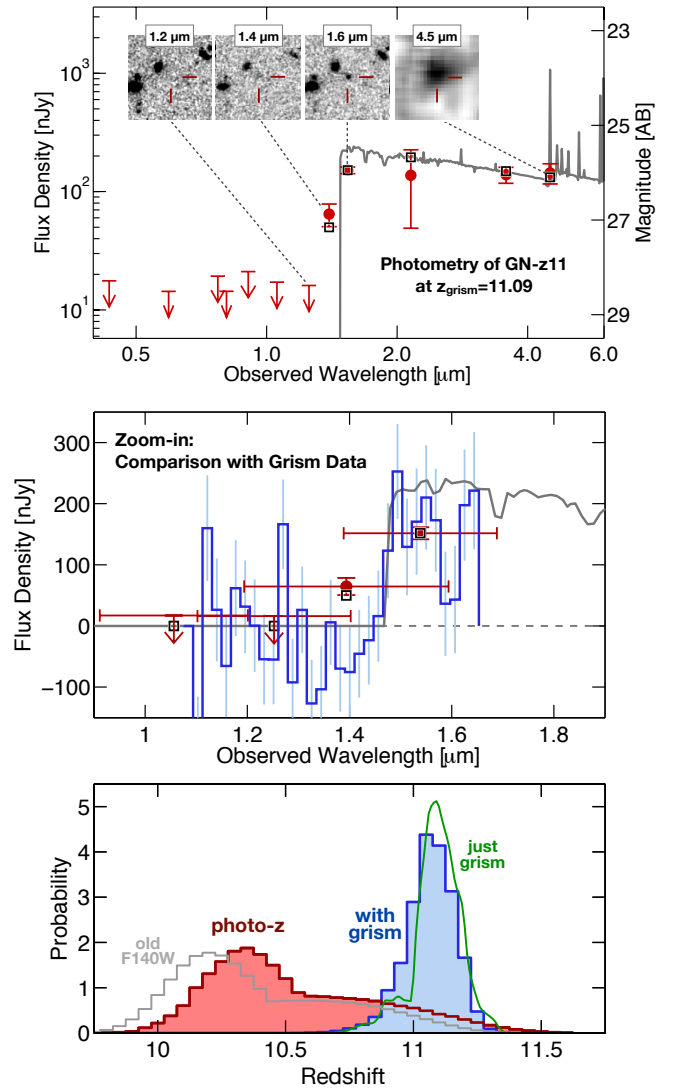 1.2 μm 1.4 μm 1.6 μm 4.5 μm
Flux Density [nJy]
10³
10²
10¹
23
25
27
29
Magnitude [AB]
Photometry of GN-z11
at z_grism=11.09
0.5 1.0 2.0 4.0 6.0
Observed Wavelength [μm]
Zoom-in:
Comparison with Grism Data
Flux Density [nJy]
300
200
100
0
−100
1 1.2 1.4 1.6 1.8
Observed Wavelength [μm]
Probability
5
4
3
2
1
0
old
F140W
photo-z
with
grism
just
grism
10 10.5 11 11.5
Redshift